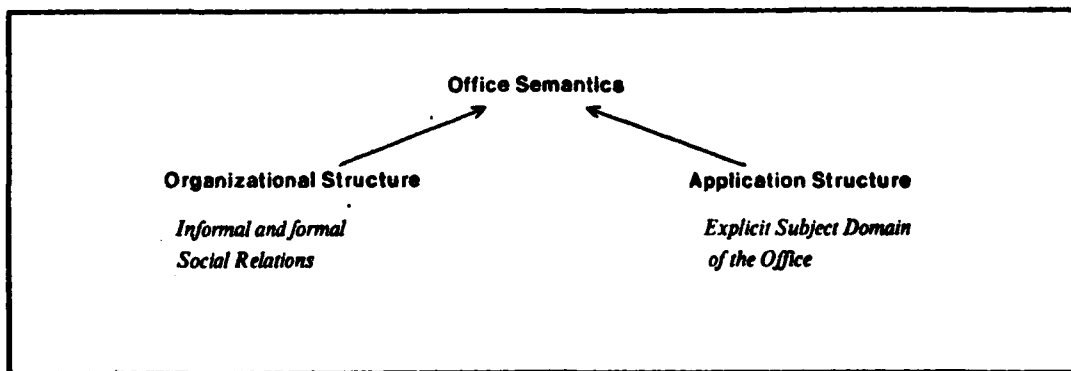 Office Semantics
Organizational Structure
Application Structure
Informal and formal
Social Relations
Explicit Subject Domain
of the Office